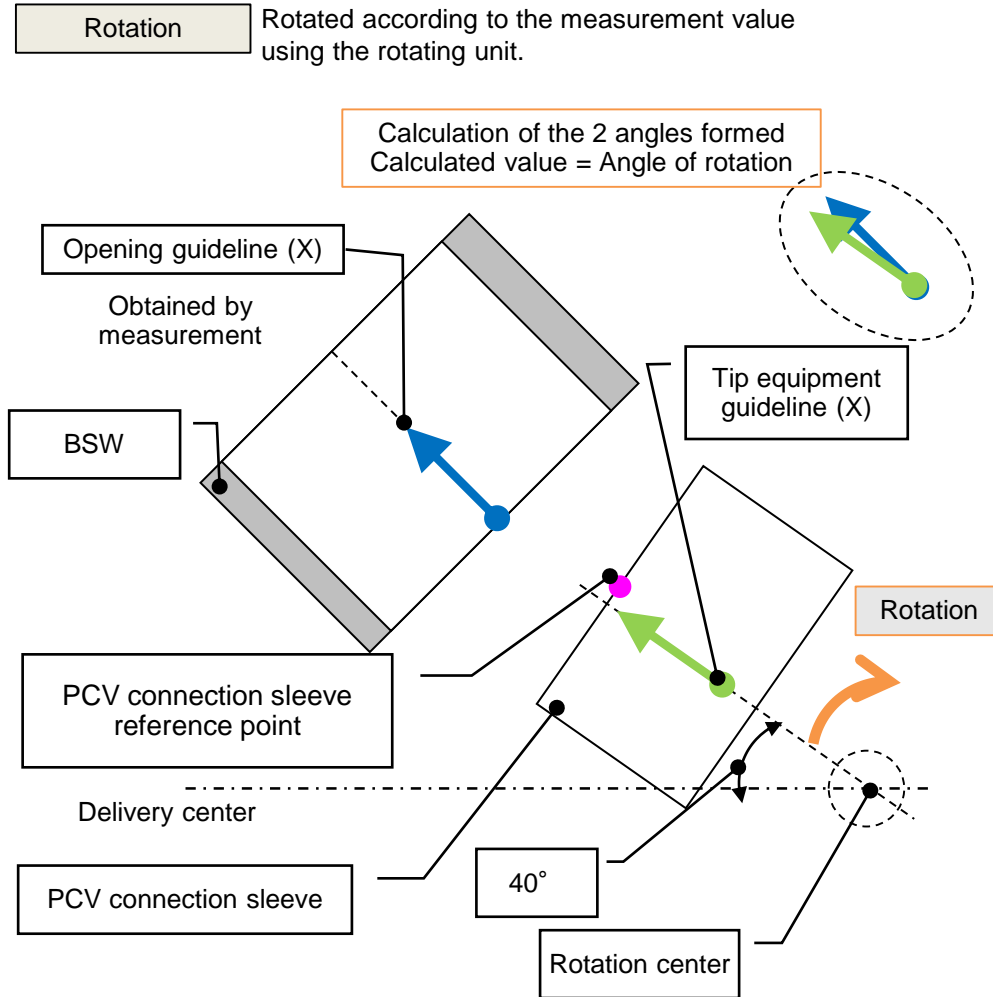 Rotation
Rotated according to the measurement value
using the rotating unit.
Calculation of the 2 angles formed
Calculated value = Angle of rotation
Opening guideline (X)
Obtained by
measurement
Tip equipment
guideline (X)
BSW
Rotation
PCV connection sleeve
reference point
Delivery center
PCV connection sleeve
40°
Rotation center